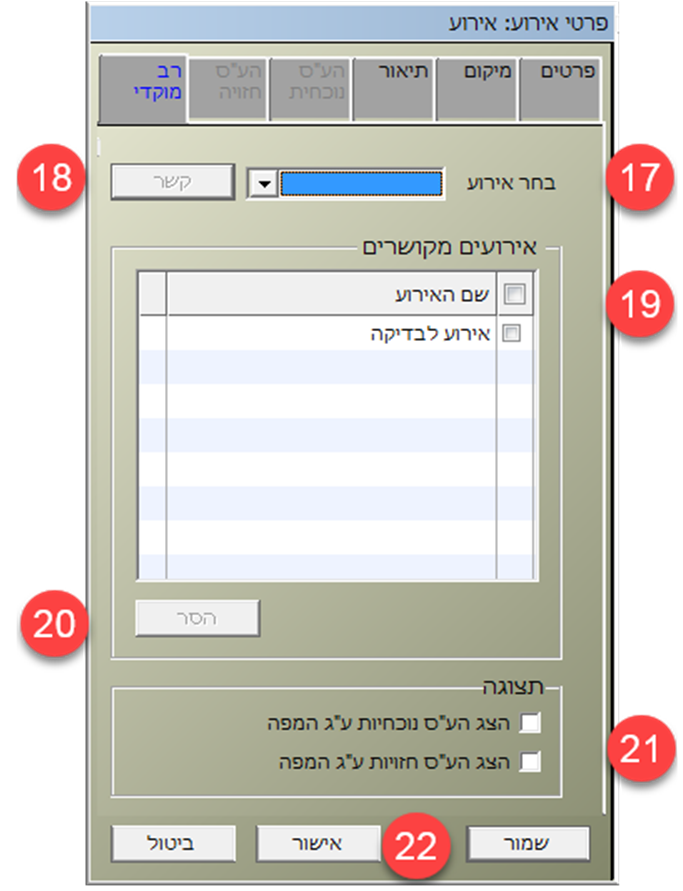 פרטי אירוע: אירוע
פרטים
מיקום
תיאור
הע"ס
נוכחית
הע"ס
חזויה
רב
מוקדי
17
בחר אירוע
קשר
18
אירועים מקושרים
19
שם האירוע
אירוע לבדיקה
הסר
20
תצוגה
הצג הע"ס נוכחיות ע"ג המפה
הצג הע"ס חזויות ע"ג המפה
21
שמור
22
אישור
ביטול